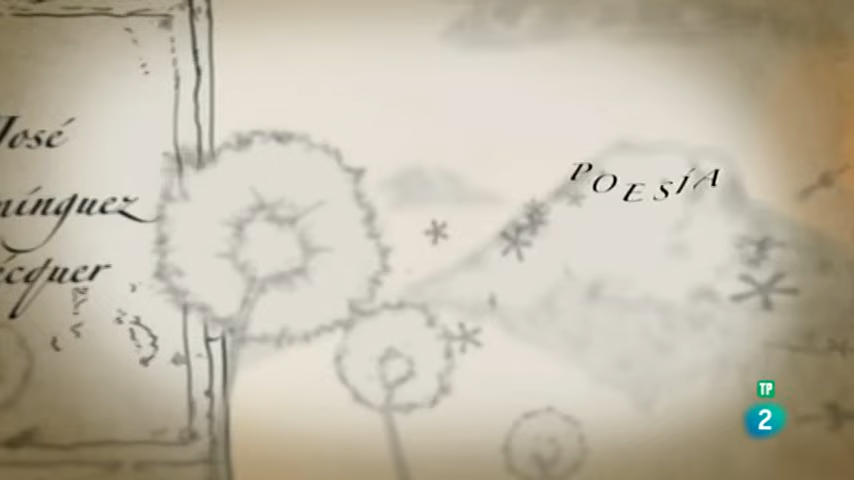 José
mínguez
écquer
POESÍA
TP
2